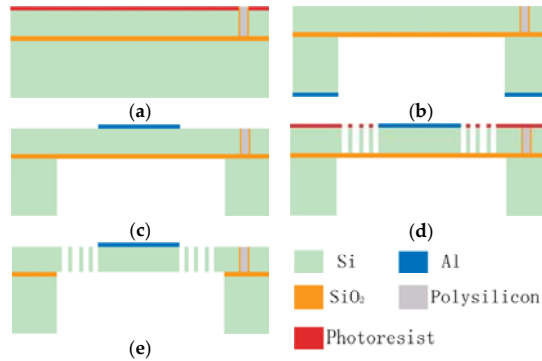 (a)
(b)
(c)
(d)
(e)
Si
Al
SiO₂
Polysilicon
Photoresist